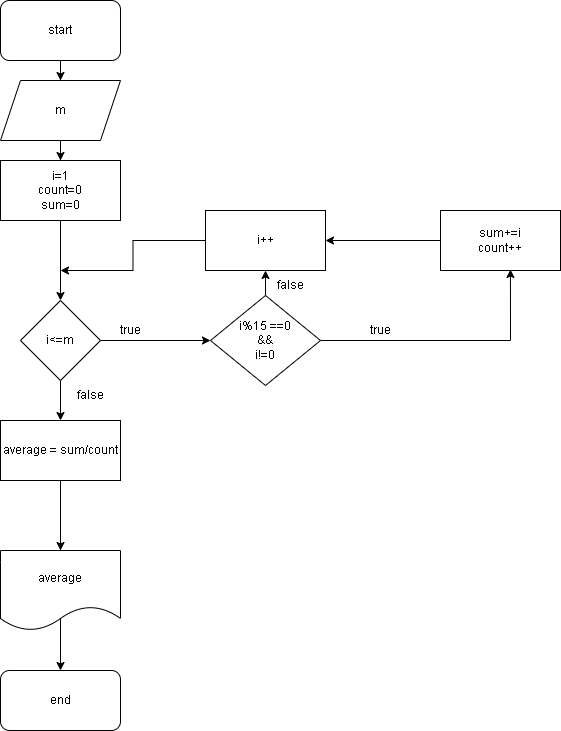 start
m
i=1
count=0
sum=0
i++
sum+=i
count++
false
i<=m
true
i%15 ==0
&&
i!=0
true
false
average = sum/count
average
end